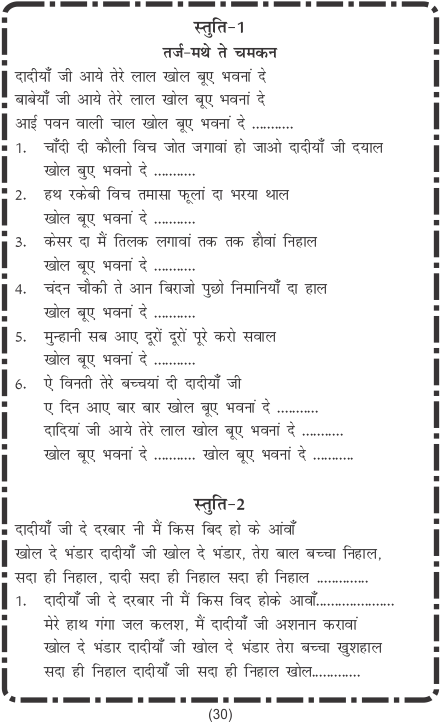 स्तुति-1
तर्ज-मथे ते चमकन
दादीयाँ जी आये तेरे लाल खोल बूए भवनां दे
बाबेयाँ जी आये तेरे लाल खोल बूए भवनां दे
आई पवन वाली चाल खोल बूए भवनां दे ...........
1. चाँदी दी कौली विच जोत जगावां हो जाओ दादीयाँ जी दयाल
खोल बुए भवनो दे ...........
2. हथ रकेबी विच तमासा फूलां दा भरया थाल
खोल बूए भवनां दे ...........
3. केसर दा मैं तिलक लगावां तक तक हौवां निहाल
खोल बूए भवनां दे ...........
4. चंदन चौकी ते आन बिराजो पुछो निमानियाँ दा हाल
खोल बूए भवनां दे ...........
5. मुन्हानी सब आए दूरों दूरों पूरे करो सवाल
खोल बूए भवनां दे ...........
6. ऐ विनती तेरे बच्चयां दी दादीयाँ जी
ए दिन आए बार बार खोल बूए भवनां दे ...........
दादियां जी आये तेरे लाल खोल बूए भवनां दे ...........
खोल बूए भवनां दे ........... खोल बूए भवनां दे ...........
स्तुति-2
दादीयाँ जी दे दरबार नी मैं किस बिद हो के आंवाँ
खोल दे भंडार दादीयाँ जी खोल दे भंडार, तेरा बाल बच्चा निहाल,
सदा ही निहाल, दादी सदा ही निहाल सदा ही निहाल ..............
1. दादीयाँ जी दे दरबार नी मैं किस विद होके आवाँ......................
मेरे हाथ गंगा जल कलश, मैं दादीयाँ जी अशनान करावां
खोल दे भंडार दादीयाँ जी खोल दे भंडार तेरा बच्चा खुशहाल
सदा ही निहाल दादीयाँ जी सदा ही निहाल खोल.............
(30)